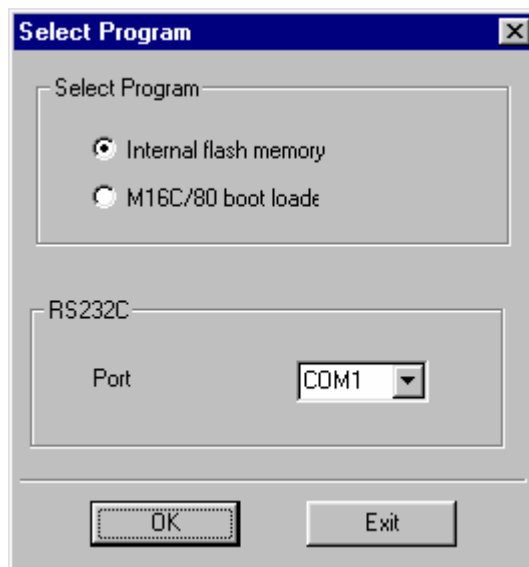 Select Program
Select Program
Internal flash memory
M16C/80 boot loade
RS232C
Port COM1
OK Exit